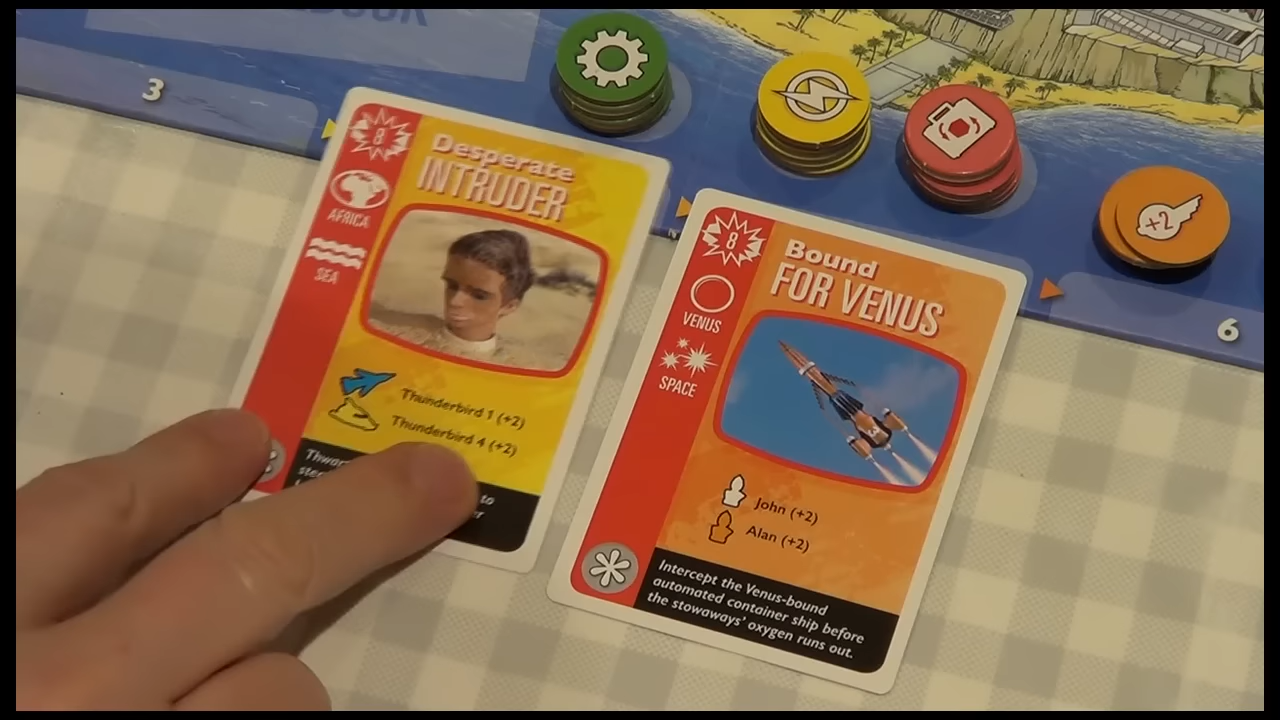 3
8
AFRICA
SEA
Desperate
INTRUDER
Thunderbird 1 (+2)
Thunderbird 4 (+2)
to
8
VENUS
SPACE
Bound
FOR VENUS
John (+2)
Alan (+2)
Intercept the Venus-bound
automated container ship before
the stowaways' oxygen runs out.
+2
6